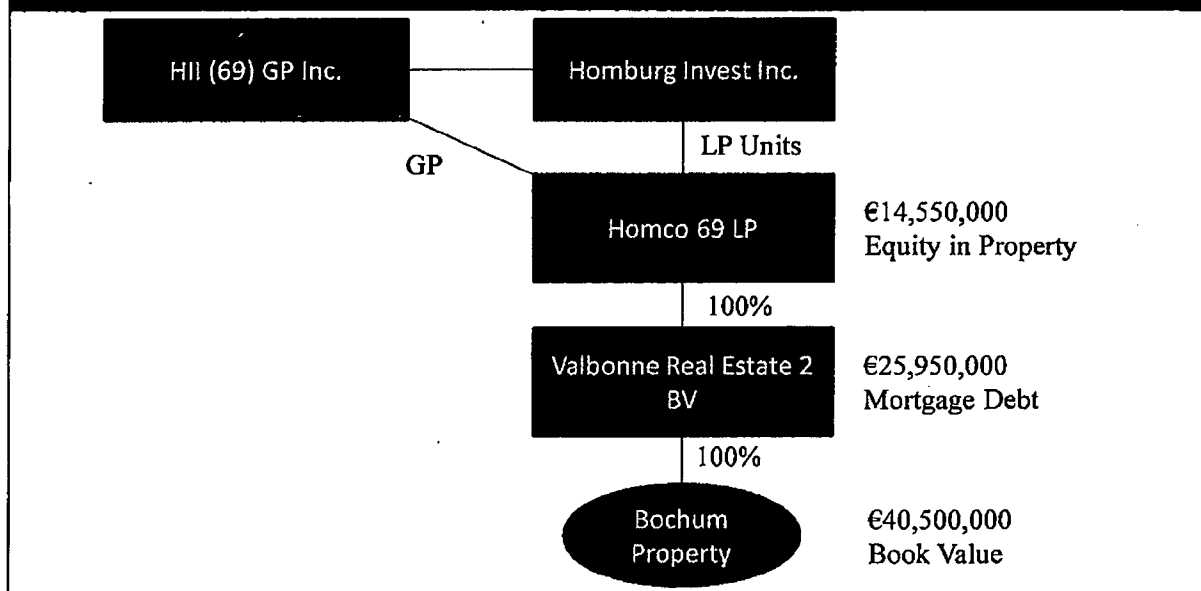 HII (69) GP Inc.
Homburg Invest Inc.
GP
LP Units
Homco 69 LP
€14,550,000
Equity in Property
100%
Valbonne Real Estate 2
BV
€25,950,000
Mortgage Debt
100%
Bochum
Property
€40,500,000
Book Value